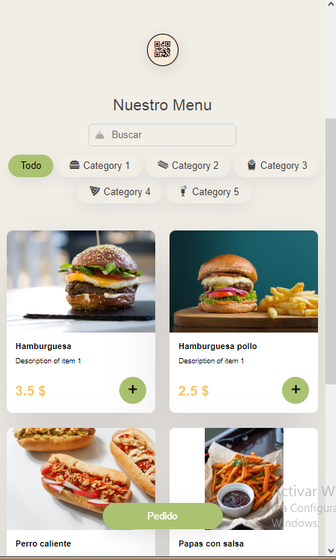 Nuestro Menu
Buscar
Todo
Category 1
Category 2
Category 3
Category 4
Category 5
Hamburguesa
Description of item 1
3.5 $
+
Hamburguesa pollo
Description of item 1
2.5 $
+
Activar W
Configura
Windows.
Pedido
Perro caliente
Papas con salsa